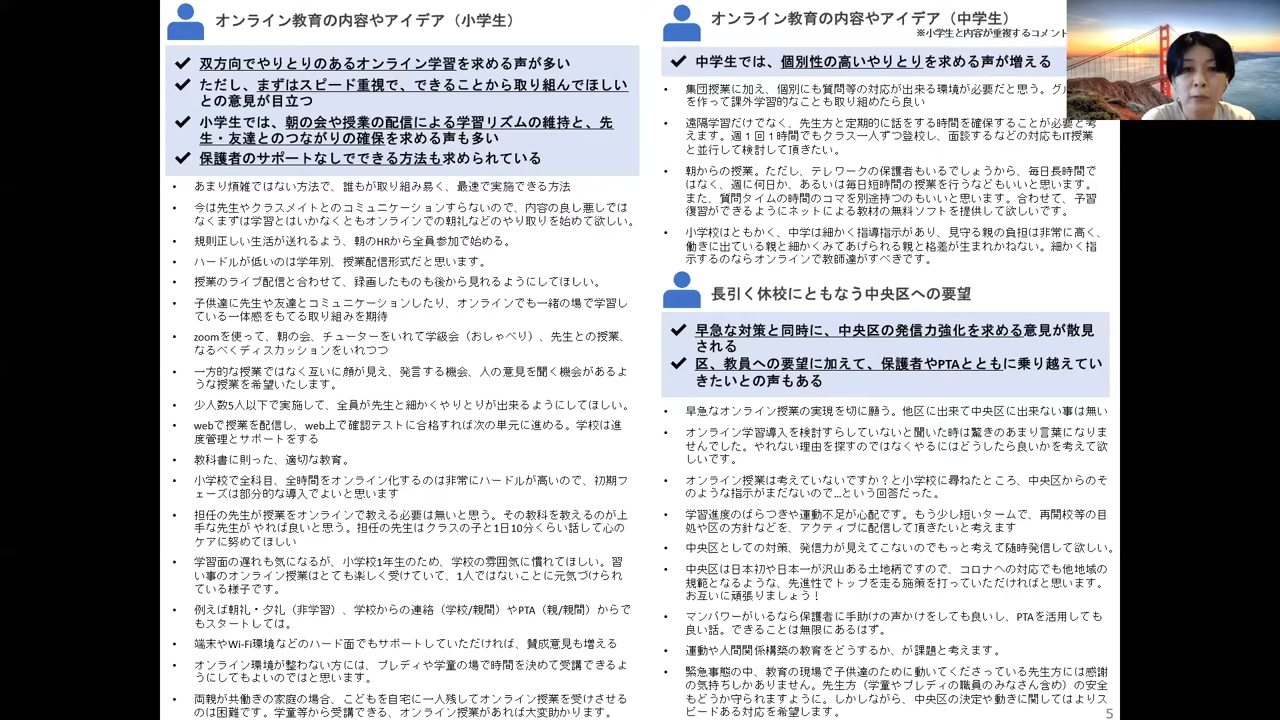 オンライン教育の内容やアイデア（小学生）
双方向でやりとりのあるオンライン学習を求める声が多い
ただし、まずはスピード重視で、できることから取り組んでほしい
との意見が目立つ
小学生では、朝の会や授業の配信による学習リズムの維持と、先
生・友達とのつながりの確保を求める声も多い
保護者のサポートなしでできる方法も求められている
• あまり煩雑ではない方法で、誰もが取り組み易く、最速で実施できる方法
• 今は先生やクラスメイトとのコミュニケーションすらないので、内容の良し悪しでは
なくまずは学習とはいかなくともオンラインでの朝礼などのやり取りを始めて欲しい。
• 規則正しい生活が送れるよう、朝のHRから全員参加で始める。
• ハードルが低いのは学年別、授業配信形式だと思います。
• 授業のライブ配信と合わせて、録画したものも後から見れるようにしてほしい。
• 子供達に先生や友達とコミュニケーションしたり、オンラインでも一緒の場で学習し
ている一体感をもてる取り組みを期待
• zoomを使って、朝の会、チューターをいれて学級会（おしゃべり）、先生との授業、
なるべくディスカッションをいれつつ
• 一方的な授業ではなく互いに顔が見え、発言する機会、人の意見を聞く機会があるよ
うな授業を希望いたします。
• 少人数5人以下で実施して、全員が先生と細かくやりとりが出来るようにしてほしい。
• webで授業を配信し、web上で確認テストに合格すれば次の単元に進める。学校は進
度管理とサポートをする
• 教科書に則った、適切な教育。
• 小学校で全科目、全時間をオンライン化するのは非常にハードルが高いので、初期フ
ェーズは部分的な導入でよいと思います
• 担任の先生が授業をオンラインで教える必要は無いと思う。その教科を教えるのが上
手な先生が やれば良いと思う。担任の先生はクラスの子と1日10分くらい話して心の
ケアに努めてほしい
• 学習面の遅れも気になるが、小学校1年生のため、学校の雰囲気に慣れてほしい。習
い事のオンライン授業はとても楽しく受けていて、1人ではないことに元気づけられ
ている様子です。
• 例えば朝礼・夕礼（非学習）、学校からの連絡（学校/親間）やPTA（親/親間）からで
もスタートしては。
• 端末やWi-Fi環境などのハード面でもサポートしていただければ、賛成意見も増える
• オンライン環境が整わない方には、プレディや学童の場で時間を決めて受講できるよ
うにしてもよいのではと思います。
• 両親が共働きの家庭の場合、こどもを自宅に一人残してオンライン授業を受けさせる
のは困難です。学童等から受講できる、オンライン授業があれば大変助かります。
オンライン教育の内容やアイデア（中学生）
※小学生と内容が重複するコメント
中学生では、個別性の高いやりとりを求める声が増える
• 集団授業に加え、個別にも質問等の対応が出来る環境が必要だと思う。グル
を作って課外学習的なことも取り組めたら良い
• 遠隔学習だけでなく、先生方と定期的に話をする時間を確保することが必要と考
えます。週１回１時間でもクラス一人ずつ登校し、面談するなどの対応もIT授業
と並行して検討して頂きたい。
• 朝からの授業。ただし、テレワークの保護者もいるでしょうから、毎日長時間で
はなく、週に何日か、あるいは毎日短時間の授業を行うなどもいいと思います。
また、質問タイムの時間のコマを別途持つのもいいと思います。合わせて、予習
復習ができるようにネットによる教材の無料ソフトを提供して欲しいです。
• 小学校はともかく、中学は細かく指導指示があり、見守る親の負担は非常に高く、
働きに出ている親と細かくみてあげられる親と格差が生まれかねない。細かく指
示するのならオンラインで教師達がすべきです。
長引く休校にともなう中央区への要望
早急な対策と同時に、中央区の発信力強化を求める意見が散見
される
区、教員への要望に加えて、保護者やPTAとともに乗り越えてい
きたいとの声もある
• 早急なオンライン授業の実現を切に願う。他区に出来て中央区に出来ない事は無い
• オンライン学習導入を検討すらしていないと聞いた時は驚きのあまり言葉になりま
せんでした。やれない理由を探すのではなくやるにはどうしたら良いかを考えて欲
しいです。
• オンライン授業は考えていないですか？と小学校に尋ねたところ、中央区からのそ
のような指示がまだないので…という回答だった。
• 学習進度のばらつきや運動不足が心配です。もう少し短いタームで、再開校等の目
処や区の方針などを、アクティブに配信して頂きたいと考えます
• 中央区としての対策、発信力が見えてこないのでもっと考えて随時発信して欲しい。
• 中央区は日本初や日本一が沢山ある土地柄ですので、コロナへの対応でも他地域の
規範となるような、先進性でトップを走る施策を打っていただければと思います。
お互いに頑張りましょう！
• マンパワーがいるなら保護者に手助けの声かけをしても良いし、PTAを活用しても
良い話。できることは無限にあるはず。
• 運動や人間関係構築の教育をどうするか、が課題と考えます。
• 緊急事態の中、教育の現場で子供達のために動いてくださっている先生方には感謝
の気持ちしかありません。先生方（学童やプレディの職員のみなさん含め）の安全
もどうか守られますように。しかしながら、中央区の決定や動きに関してはよりス
ピードある対応を希望します。
5